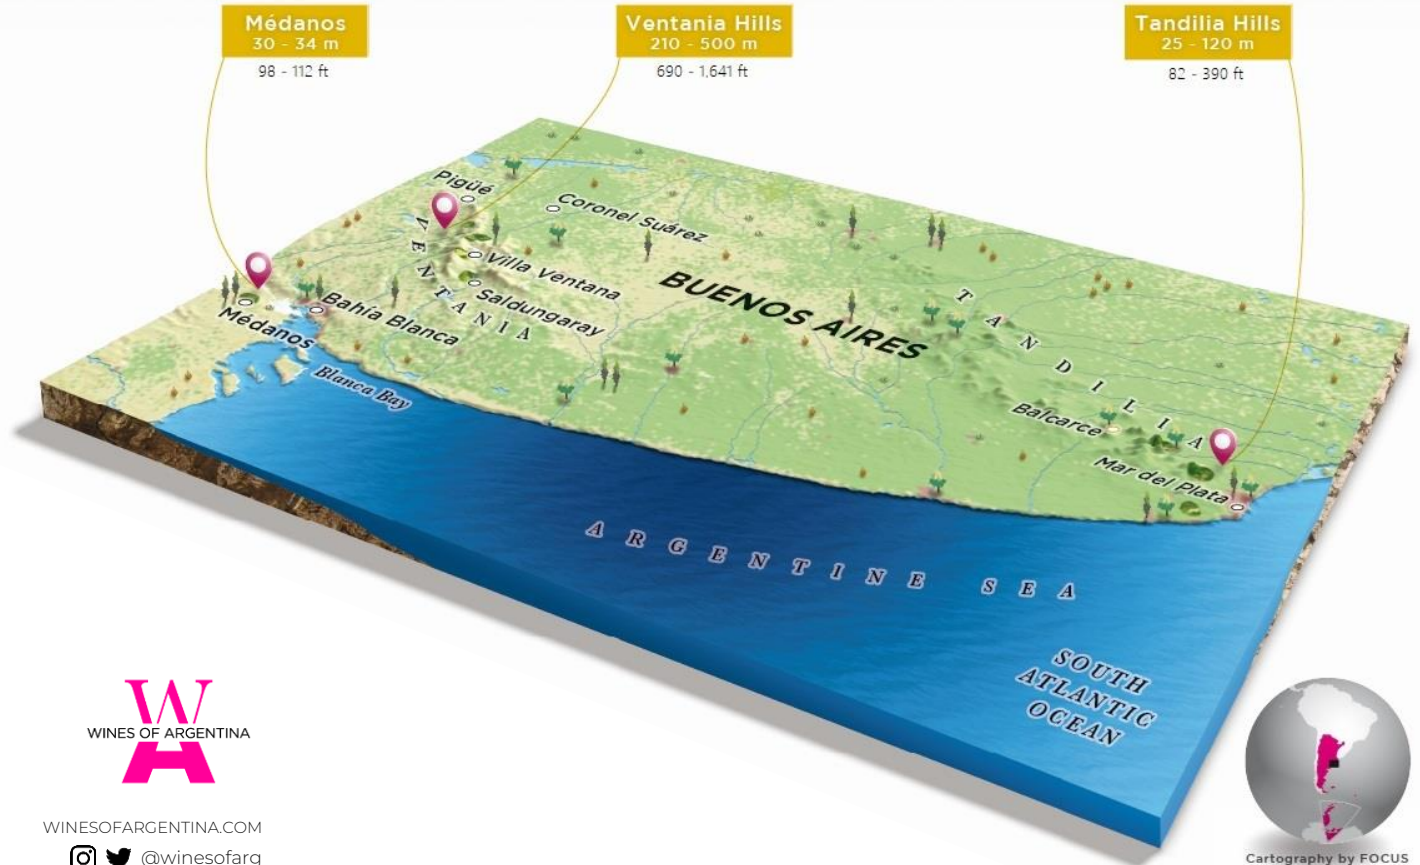 Médanos
30 - 34 m
98 - 112 ft
Ventania Hills
210 - 500 m
690 - 1,641 ft
Tandilia Hills
25 - 120 m
82 - 390 ft
Pigüé
Coronel Suárez
VENTANIA
Villa Ventana
Saldungaray
Médanos
Bahía Blanca
Blanca Bay
BUENOS AIRES
TANDILIA
Balcarce
Mar del Plata
ARGENTINE SEA
SOUTH
ATLANTIC
OCEAN
W
WINES OF ARGENTINA
A
WINESOFARGENTINA.COM
@winesofarg
Cartography by FOCUS